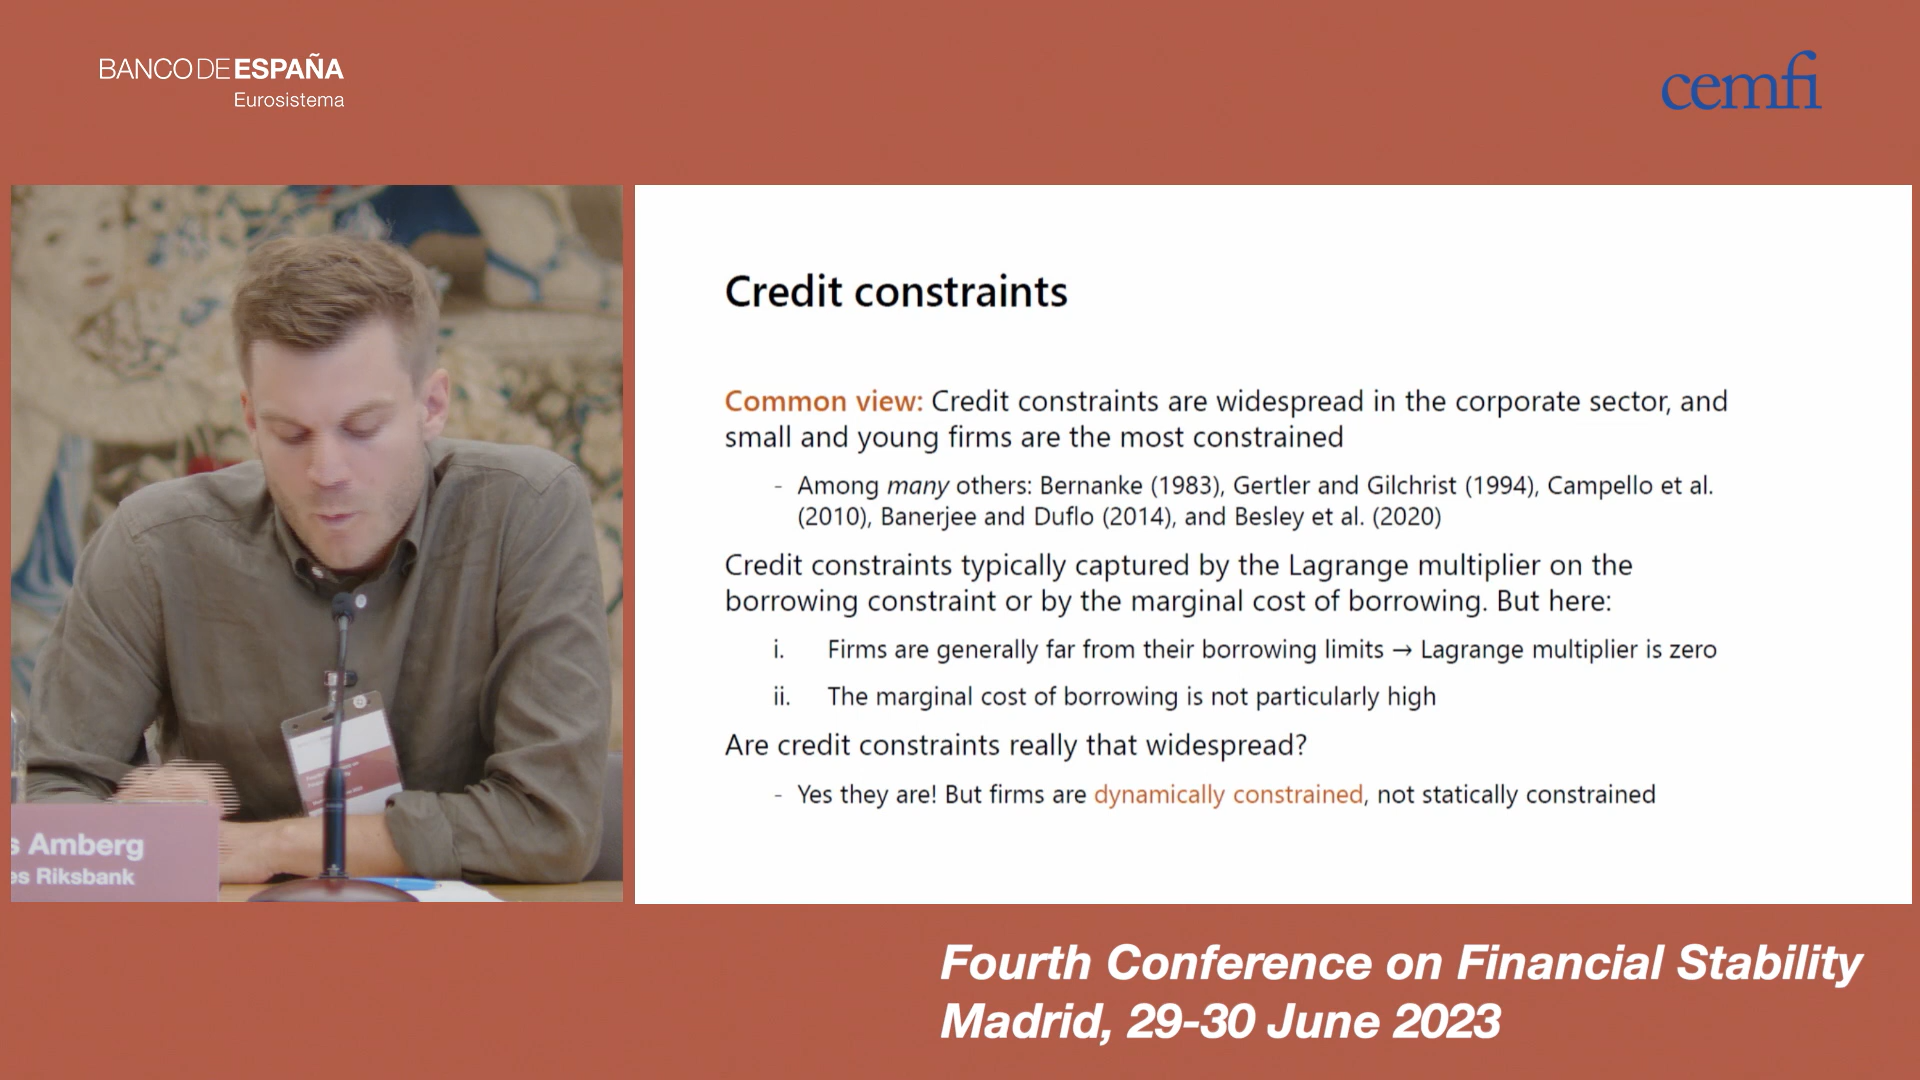 BANCO DE ESPAÑA
Eurosistema
cemfi
Credit constraints
Common view: Credit constraints are widespread in the corporate sector, and
small and young firms are the most constrained
- Among many others: Bernanke (1983), Gertler and Gilchrist (1994), Campello et al.
(2010), Banerjee and Duflo (2014), and Besley et al. (2020)
Credit constraints typically captured by the Lagrange multiplier on the
borrowing constraint or by the marginal cost of borrowing. But here:
i. Firms are generally far from their borrowing limits → Lagrange multiplier is zero
ii. The marginal cost of borrowing is not particularly high
Are credit constraints really that widespread?
- Yes they are! But firms are dynamically constrained, not statically constrained
s Amberg
es Riksbank
Fourth Conference on Financial Stability
Madrid, 29-30 June 2023